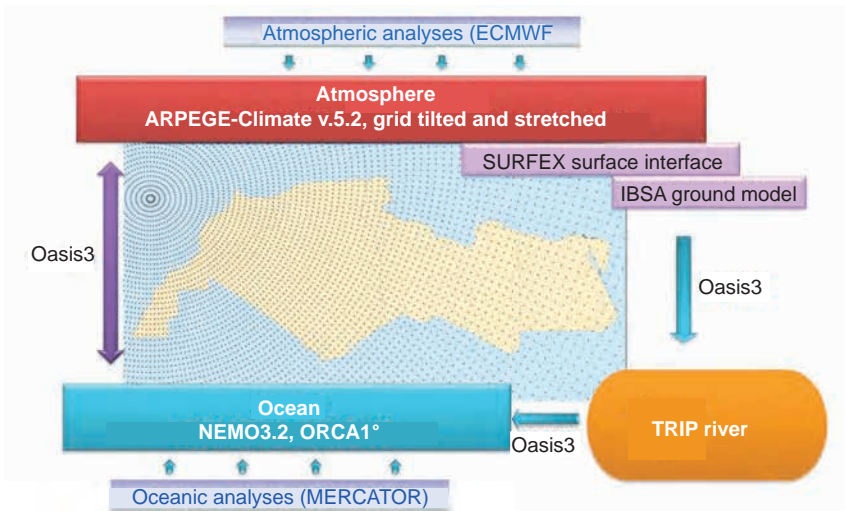 Atmospheric analyses (ECMWF
Atmosphere
ARPEGE-Climate v.5.2, grid tilted and stretched
SURFEX surface interface
IBSA ground model
Oasis3
Oasis3
Ocean
NEMO3.2, ORCA1°
Oasis3
TRIP river
Oceanic analyses (MERCATOR)